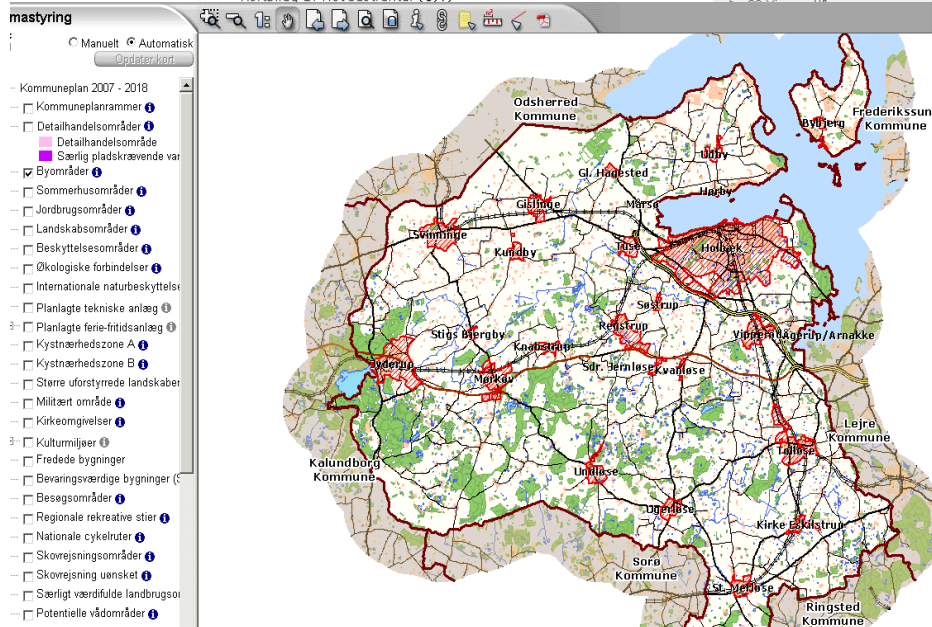 mastyring
Manuelt Automatisk
Opdater kort
Kommuneplan 2007 - 2018
Kommuneplanrammer
Detailhandelsområder
Detailhandelsområde
Særlig pladskrævende var
Byområder
Sommerhusområder
Jordbrugsområder
Landskabsområder
Beskyttelsesområder
Økologiske forbindelser
Internationale naturbeskyttelse
Planlagte tekniske anlæg
Planlagte ferie-fritidsanlæg
Kystnærhedszone A
Kystnærhedszone B
Større uforstyrrede landskaber
Militært område
Kirkeomgivelser
Kulturmiljøer
Fredede bygninger
Bevaringsværdige bygninger (S
Besøgsområder
Regionale rekreative stier
Nationale cykelruter
Skovrejsningsområder
Skovrejsning uønsket
Særligt værdifulde landbrugsor
Potentielle vådområder
Odsherred
Kommune
Frederikssun
Kommune
Bybjerg
Udby
Gl. Hagested
Hørby
Mårsø
Gislinge
Svinninge
Kundby
Tuse
Holbæk
Søstrup
Regstrup
Vipperød
Ågerup/Arnakke
Stigs Bjergby
Knabstrup
Sdr. Jernløse
Kvanløse
Jyderup
Mørkøv
Lejre
Kommune
Tølløse
Kalundborg
Kommune
Undløse
Ugerløse
Kirke Eskilstrup
Sorø
Kommune
St. Merløse
Ringsted
Kommune